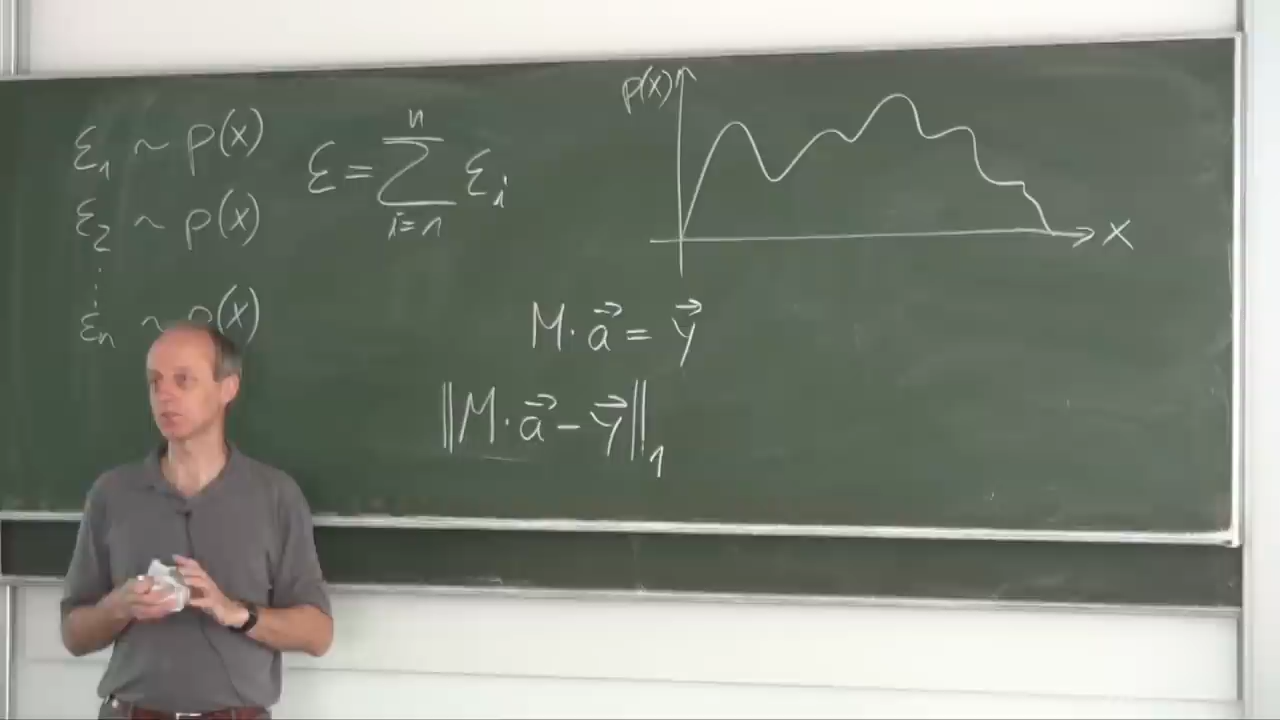 ε₁ ~ p(x)
ε₂ ~ p(x)
⋮
εₙ ~ p(x)
ε = ∑ᵢ₌₁ⁿ εᵢ
p(x)
x
M · a⃗ = y⃗
‖M · a⃗ − y⃗‖₁